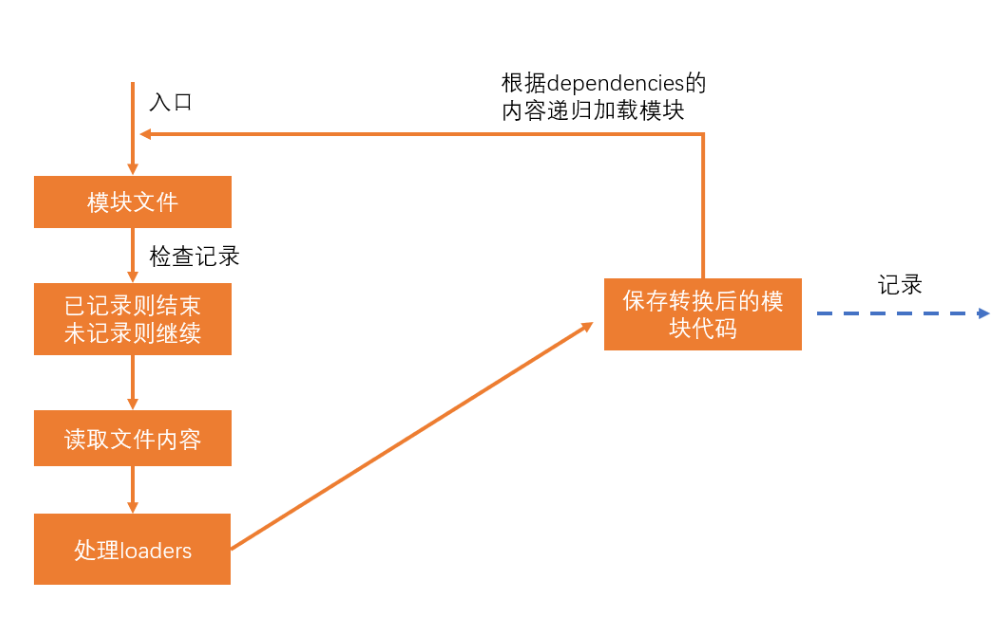 入口
根据dependencies的
内容递归加载模块
模块文件
检查记录
已记录则结束
未记录则继续
读取文件内容
处理loaders
保存转换后的模
块代码
记录